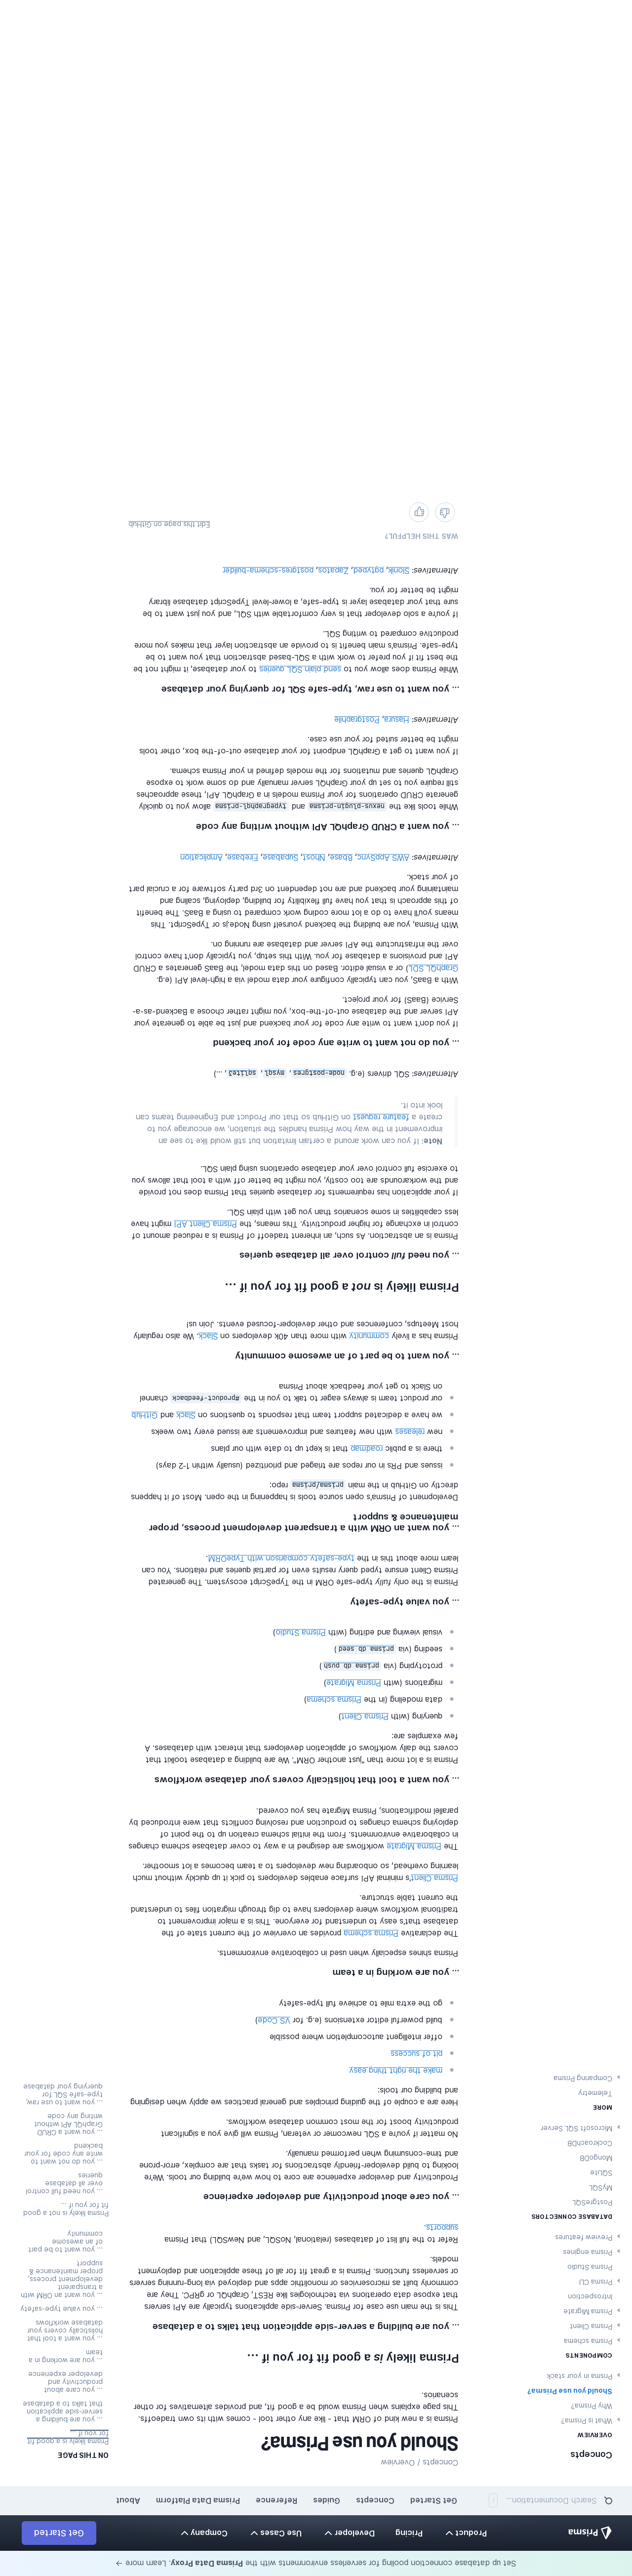 Set up database connection pooling for serverless environments with the Prisma Data Proxy. Learn more →
Prisma
Product
Pricing
Developer
Use Cases
Company
Get Started
Search Documentation...
/
Get Started
Concepts
Guides
Reference
Prisma Data Platform
About
Concepts
OVERVIEW
What is Prisma?
Why Prisma?
Should you use Prisma?
Prisma in your stack
COMPONENTS
Prisma schema
Prisma Client
Prisma Migrate
Introspection
Prisma CLI
Prisma Studio
Prisma engines
Preview features
DATABASE CONNECTORS
PostgreSQL
MySQL
SQLite
MongoDB
CockroachDB
Microsoft SQL Server
MORE
Telemetry
Comparing Prisma
Concepts / Overview
Should you use Prisma?
Prisma is a new kind of ORM that - like any other tool - comes with its own tradeoffs.
This page explains when Prisma would be a good fit, and provides alternatives for other
scenarios.
Prisma likely is a good fit for you if ...
... you are building a server-side application that talks to a database
This is the main use case for Prisma. Server-side applications typically are API servers
that expose data operations via technologies like REST, GraphQL or gRPC. They are
commonly built as microservices or monolithic apps and deployed via long-running servers
or serverless functions. Prisma is a great fit for all of these application and deployment
models.
Refer to the full list of databases (relational, NoSQL, and NewSQL) that Prisma
supports.
... you care about productivity and developer experience
Productivity and developer experience are core to how we're building our tools. We're
looking to build developer-friendly abstractions for tasks that are complex, error-prone
and time-consuming when performed manually.
No matter if you're a SQL newcomer or veteran, Prisma will give you a significant
productivity boost for the most common database workflows.
Here are a couple of the guiding principles and general practices we apply when designing
and building our tools:
make the right thing easy
pit of success
offer intelligent autocompletion where possible
build powerful editor extensions (e.g. for VS Code)
go the extra mile to achieve full type-safety
... you are working in a team
Prisma shines especially when used in collaborative environments.
The declarative Prisma schema provides an overview of the current state of the
database that's easy to understand for everyone. This is a major improvement to
traditional workflows where developers have to dig through migration files to understand
the current table structure.
Prisma Client's minimal API surface enables developers to pick it up quickly without much
learning overhead, so onboarding new developers to a team becomes a lot smoother.
The Prisma Migrate workflows are designed in a way to cover database schema changes
in collaborative environments. From the initial schema creation up to the point of
deploying schema changes to production and resolving conflicts that were introduced by
parallel modifications, Prisma Migrate has you covered.
... you want a tool that holistically covers your database workflows
Prisma is a lot more than "just another ORM". We are building a database toolkit that
covers the daily workflows of application developers that interact with databases. A
few examples are:
querying (with Prisma Client)
data modeling (in the Prisma schema)
migrations (with Prisma Migrate)
prototyping (via prisma db push)
seeding (via prisma db seed)
visual viewing and editing (with Prisma Studio)
... you value type-safety
Prisma is the only fully type-safe ORM in the TypeScript ecosystem. The generated
Prisma Client ensure typed query results even for partial queries and relations. You can
learn more about this in the type-safety comparison with TypeORM.
... you want an ORM with a transparent development process, proper
maintenance & support
Development of Prisma's open source tools is happening in the open. Most of it happens
directly on GitHub in the main prisma/prisma repo:
issues and PRs in our repos are triaged and prioritized (usually within 1-2 days)
there is a public roadmap that is kept up to date with our plans
new releases with new features and improvements are issued every two weeks
we have a dedicated support team that responds to questions on Slack and GitHub
our product team is always eager to talk to you in the #product-feedback channel
on Slack to get your feedback about Prisma
... you want to be part of an awesome community
Prisma has a lively community with more than 40k developers on Slack. We also regularly
host Meetups, conferences and other developer-focused events. Join us!
Prisma likely is not a good fit for you if ...
... you need full control over all database queries
Prisma is an abstraction. As such, an inherent tradeoff of Prisma is a reduced amount of
control in exchange for higher productivity. This means, the Prisma Client API might have
less capabilities in some scenarios than you get with plain SQL.
If your application has requirements for database queries that Prisma does not provide
and the workarounds are too costly, you might be better off with a tool that allows you
to exercise full control over your database operations using plain SQL.
Note: If you can work around a certain limitation but still would like to see an
improvement in the way how Prisma handles the situation, we encourage you to
create a feature request on GitHub so that our Product and Engineering teams can
look into it.
Alternatives: SQL drivers (e.g. node-postgres, mysql, sqlite3, ...)
... you do not want to write any code for your backend
If you don't want to write any code for your backend and just be able to generate your
API server and the database out-of-the-box, you might rather choose a Backend-as-a-
Service (BaaS) for your project.
With a BaaS, you can typically configure your data model via a high-level API (e.g.
GraphQL SDL) or a visual editor. Based on this data model, the BaaS generates a CRUD
API and provisions a database for you. With this setup, you typically don't have control
over the infrastructure the API server and database are running on.
With Prisma, you are building the backend yourself using Node.js or TypeScript. This
means you'll have to do a lot more coding work compared to using a BaaS. The benefit
of this approach is that you have full flexibility for building, deploying, scaling and
maintaining your backend and are not dependent on 3rd party software for a crucial part
of your stack.
Alternatives: AWS AppSync, 8base, Nhost, Supabase, Firebase, Amplication
... you want a CRUD GraphQL API without writing any code
While tools like the nexus-plugin-prisma and typegraphql-prisma allow you to quickly
generate CRUD operations for your Prisma models in a GraphQL API, these approaches
still require you to set up your GraphQL server manually and do some work to expose
GraphQL queries and mutations for the models defined in your Prisma schema.
If you want to get a GraphQL endpoint for your database out-of-the box, other tools
might be better suited for your use case.
Alternatives: Hasura, Postgraphile
... you want to use raw, type-safe SQL for querying your database
While Prisma does allow you to send plain SQL queries to your database, it might not be
the best fit if you prefer to work with a SQL-based abstraction that allows you to be
type-safe. Prisma's main benefit is to provide an abstraction layer that makes you more
productive compared to writing SQL.
If you're a solo developer that is very comfortable with SQL, and you just want to be
sure that your database layer is type-safe, a lower-level TypeScript database library
might be better for you.
Alternatives: Slonik, pgtyped, Zapatos, postgres-schema-builder
WAS THIS HELPFUL?
Edit this page on GitHub
ON THIS PAGE
Prisma likely is a good fit
for you if ...
... you are building a
server-side application
that talks to a database
... you care about
productivity and
developer experience
... you are working in a
team
... you want a tool that
holistically covers your
database workflows
... you value type-safety
... you want an ORM with
a transparent
development process,
proper maintenance &
support
... you want to be part
of an awesome
community
Prisma likely is not a good
fit for you if ...
... you need full control
over all database
queries
... you do not want to
write any code for your
backend
... you want a CRUD
GraphQL API without
writing any code
... you want to use raw,
type-safe SQL for
querying your database